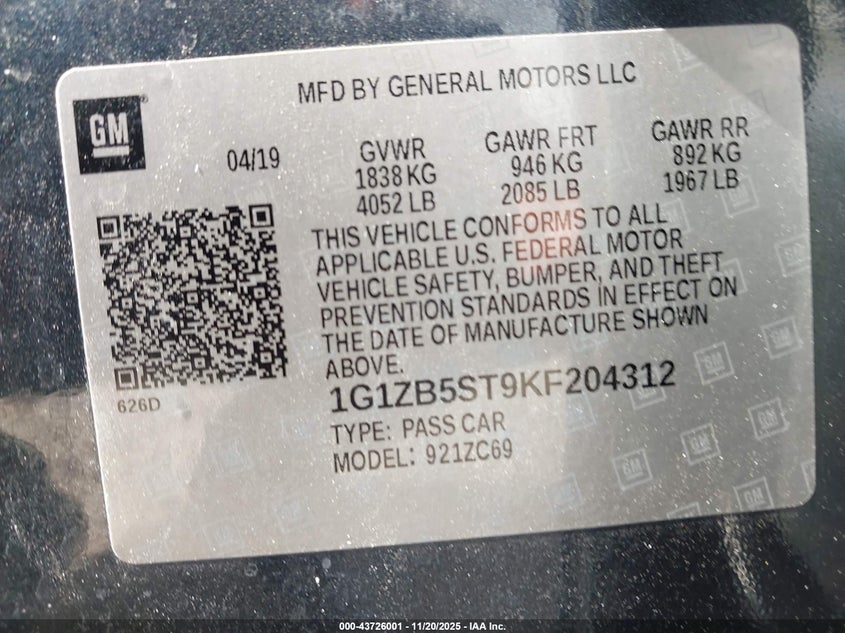 MFD BY GENERAL MOTORS LLC
GM
04/19
GVWR
1838 KG
4052 LB
GAWR FRT
946 KG
2085 LB
GAWR RR
892 KG
1967 LB
THIS VEHICLE CONFORMS TO ALL
APPLICABLE U.S. FEDERAL MOTOR
VEHICLE SAFETY, BUMPER, AND THEFT
PREVENTION STANDARDS IN EFFECT ON
THE DATE OF MANUFACTURE SHOWN
ABOVE.
626D
1G1ZB5ST9KF204312
TYPE: PASS CAR
MODEL: 921ZC69
000-43726001 - 11/20/2025 - IAA Inc.